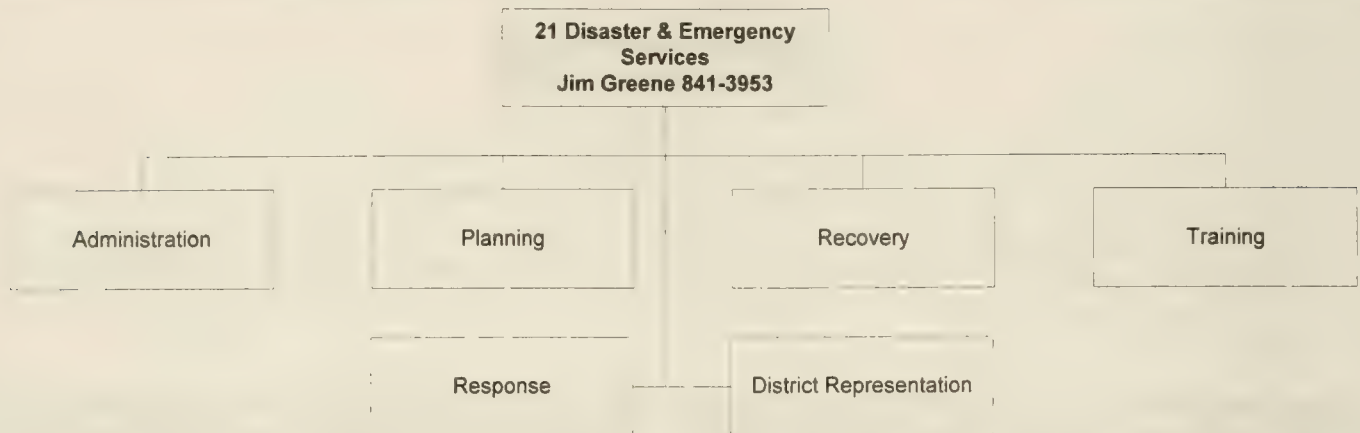 21 Disaster & Emergency
Services
Jim Greene 841-3953
Administration
Planning
Recovery
Training
Response
District Representation